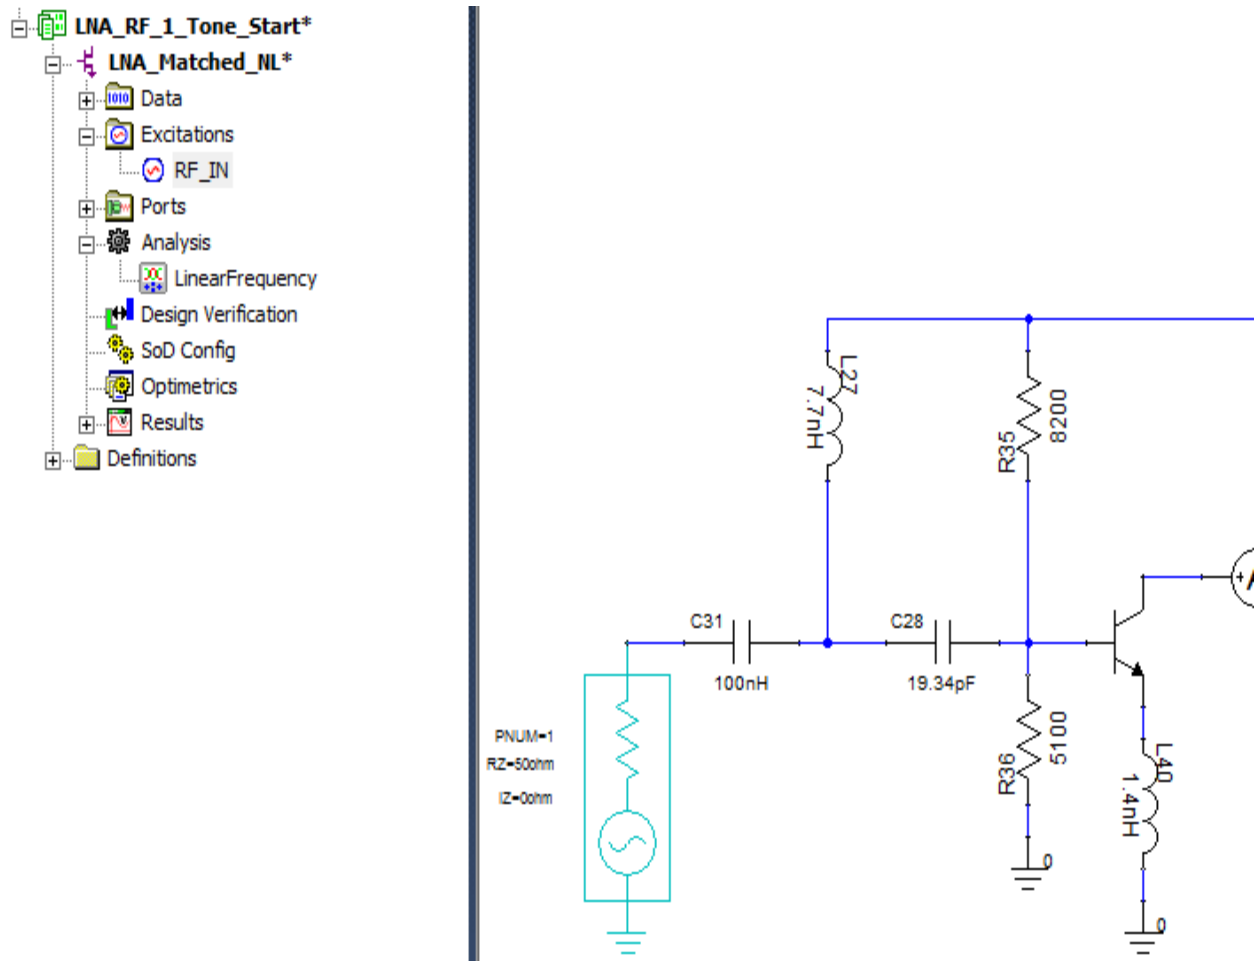 LNA_RF_1_Tone_Start*
LNA_Matched_NL*
Data
Excitations
RF_IN
Ports
Analysis
LinearFrequency
Design Verification
SoD Config
Optimetrics
Results
Definitions
L27
7.7nH
R35
8200
A
C31
100nH
C28
19.34pF
PNUM=1
RZ=50ohm
IZ=0ohm
R36
5100
L40
1.4nH
0
0